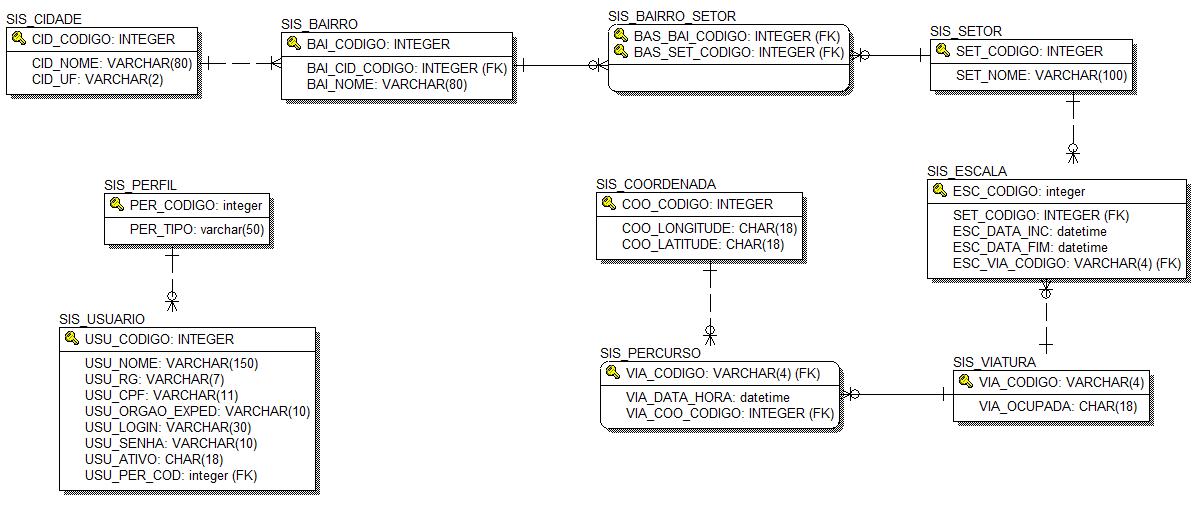 SIS_CIDADE
CID_CODIGO: INTEGER
CID_NOME: VARCHAR(80)
CID_UF: VARCHAR(2)
SIS_BAIRRO
BAI_CODIGO: INTEGER
BAI_CID_CODIGO: INTEGER (FK)
BAI_NOME: VARCHAR(80)
SIS_BAIRRO_SETOR
BAS_BAI_CODIGO: INTEGER (FK)
BAS_SET_CODIGO: INTEGER (FK)
SIS_SETOR
SET_CODIGO: INTEGER
SET_NOME: VARCHAR(100)
SIS_PERFIL
PER_CODIGO: integer
PER_TIPO: varchar(50)
SIS_COORDENADA
COO_CODIGO: INTEGER
COO_LONGITUDE: CHAR(18)
COO_LATITUDE: CHAR(18)
SIS_ESCALA
ESC_CODIGO: integer
SET_CODIGO: INTEGER (FK)
ESC_DATA_INC: datetime
ESC_DATA_FIM: datetime
ESC_VIA_CODIGO: VARCHAR(4) (FK)
SIS_USUARIO
USU_CODIGO: INTEGER
USU_NOME: VARCHAR(150)
USU_RG: VARCHAR(7)
USU_CPF: VARCHAR(11)
USU_ORGAO_EXPED: VARCHAR(10)
USU_LOGIN: VARCHAR(30)
USU_SENHA: VARCHAR(10)
USU_ATIVO: CHAR(18)
USU_PER_COD: integer (FK)
SIS_PERCURSO
VIA_CODIGO: VARCHAR(4) (FK)
VIA_DATA_HORA: datetime
VIA_COO_CODIGO: INTEGER (FK)
SIS_VIATURA
VIA_CODIGO: VARCHAR(4)
VIA_OCUPADA: CHAR(18)